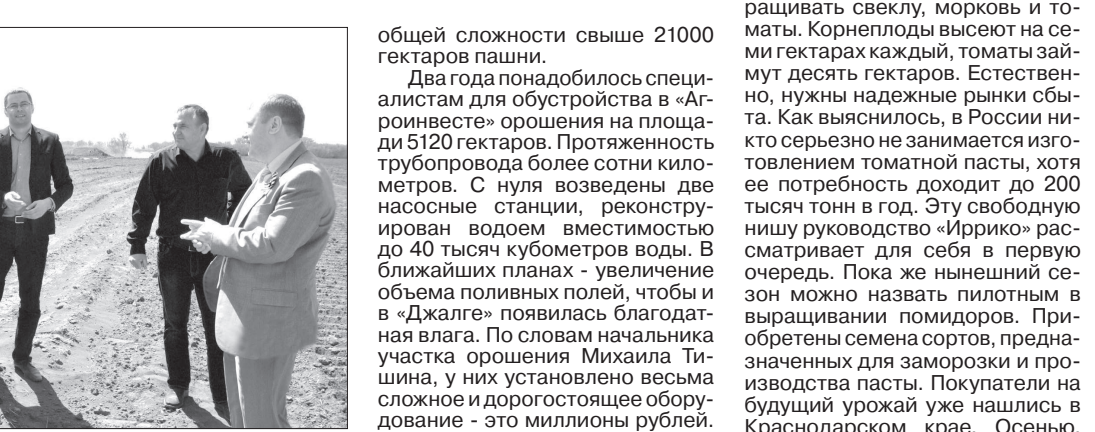 общей сложности свыше 21000
гектаров пашни.
Два года понадобилось специ-
алистам для обустройства в «Аг-
роинвесте» орошения на площа-
ди 5120 гектаров. Протяженность
трубопровода более сотни кило-
метров. С нуля возведены две
насосные станции, реконстру-
ирован водоем вместимостью
до 40 тысяч кубометров воды. В
ближайших планах - увеличение
объема поливных полей, чтобы и
в «Джалге» появилась благодат-
ная влага. По словам начальника
участка орошения Михаила Ти-
шина, у них установлено весьма
сложное и дорогостоящее обору-
дование - это миллионы рублей.
ращивать свеклу, морковь и то-
маты. Корнеплоды высеют на се-
ми гектарах каждый, томаты зай-
мут десять гектаров. Естествен-
но, нужны надежные рынки сбы-
та. Как выяснилось, в России ни-
кто серьезно не занимается изго-
товлением томатной пасты, хотя
ее потребность доходит до 200
тысяч тонн в год. Эту свободную
нишу руководство «Иррико» рас-
сматривает для себя в первую
очередь. Пока же нынешний се-
зон можно назвать пилотным в
выращивании помидоров. При-
обретены семена сортов, предна-
значенных для заморозки и про-
изводства пасты. Покупатели на
будущий урожай уже нашлись в
Краснодарском крае. Осенью,